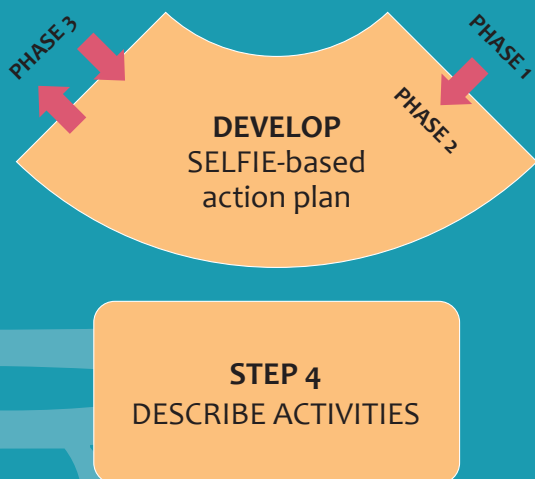 PHASE 3
PHASE 1
PHASE 2
DEVELOP
SELFIE-based
action plan
STEP 4
DESCRIBE ACTIVITIES